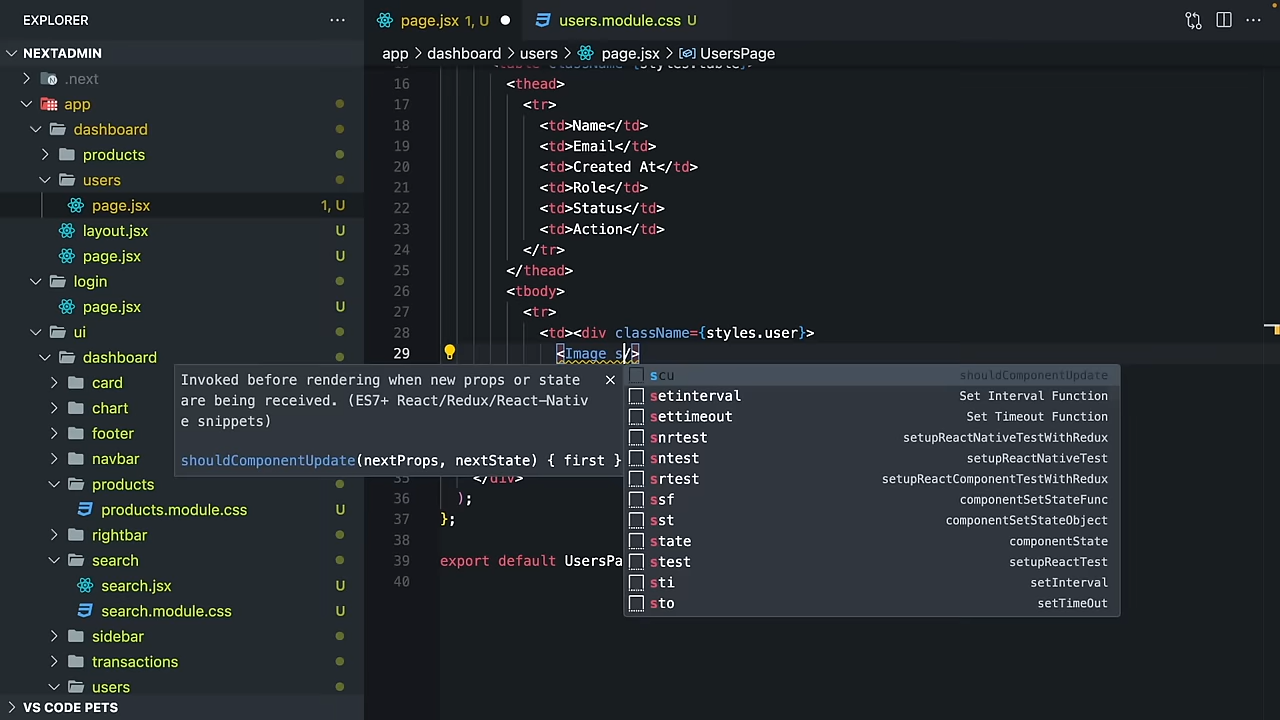 EXPLORER
NEXTADMIN
.next
app
dashboard
products
users
page.jsx 1, U
layout.jsx U
page.jsx U
login
page.jsx U
ui
dashboard
card
chart
footer
navbar
products
products.module.css U
rightbar
search
search.jsx U
search.module.css U
sidebar
transactions
users
VS CODE PETS
page.jsx 1, U
users.module.css U
app > dashboard > users > page.jsx > UsersPage
16 <thead>
17 <tr>
18 <td>Name</td>
19 <td>Email</td>
20 <td>Created At</td>
21 <td>Role</td>
22 <td>Status</td>
23 <td>Action</td>
24 </tr>
25 </thead>
26 <tbody>
27 <tr>
28 <td><div className={styles.user}>
29 <Image s/>
Invoked before rendering when new props or state
are being received. (ES7+ React/Redux/React-Nativ
e snippets)
shouldComponentUpdate(nextProps, nextState) { first }
scu shouldComponentUpdate
setinterval Set Interval Function
settimeout Set Timeout Function
snrtest setupReactNativeTestWithRedux
sntest setupReactNativeTest
srtest setupReactComponentTestWithRedux
ssf componentSetStateFunc
sst componentSetStateObject
state componentState
stest setupReactTest
sti setInterval
sto setTimeOut
</div>
36 );
37 };
38
39 export default UsersPa
40